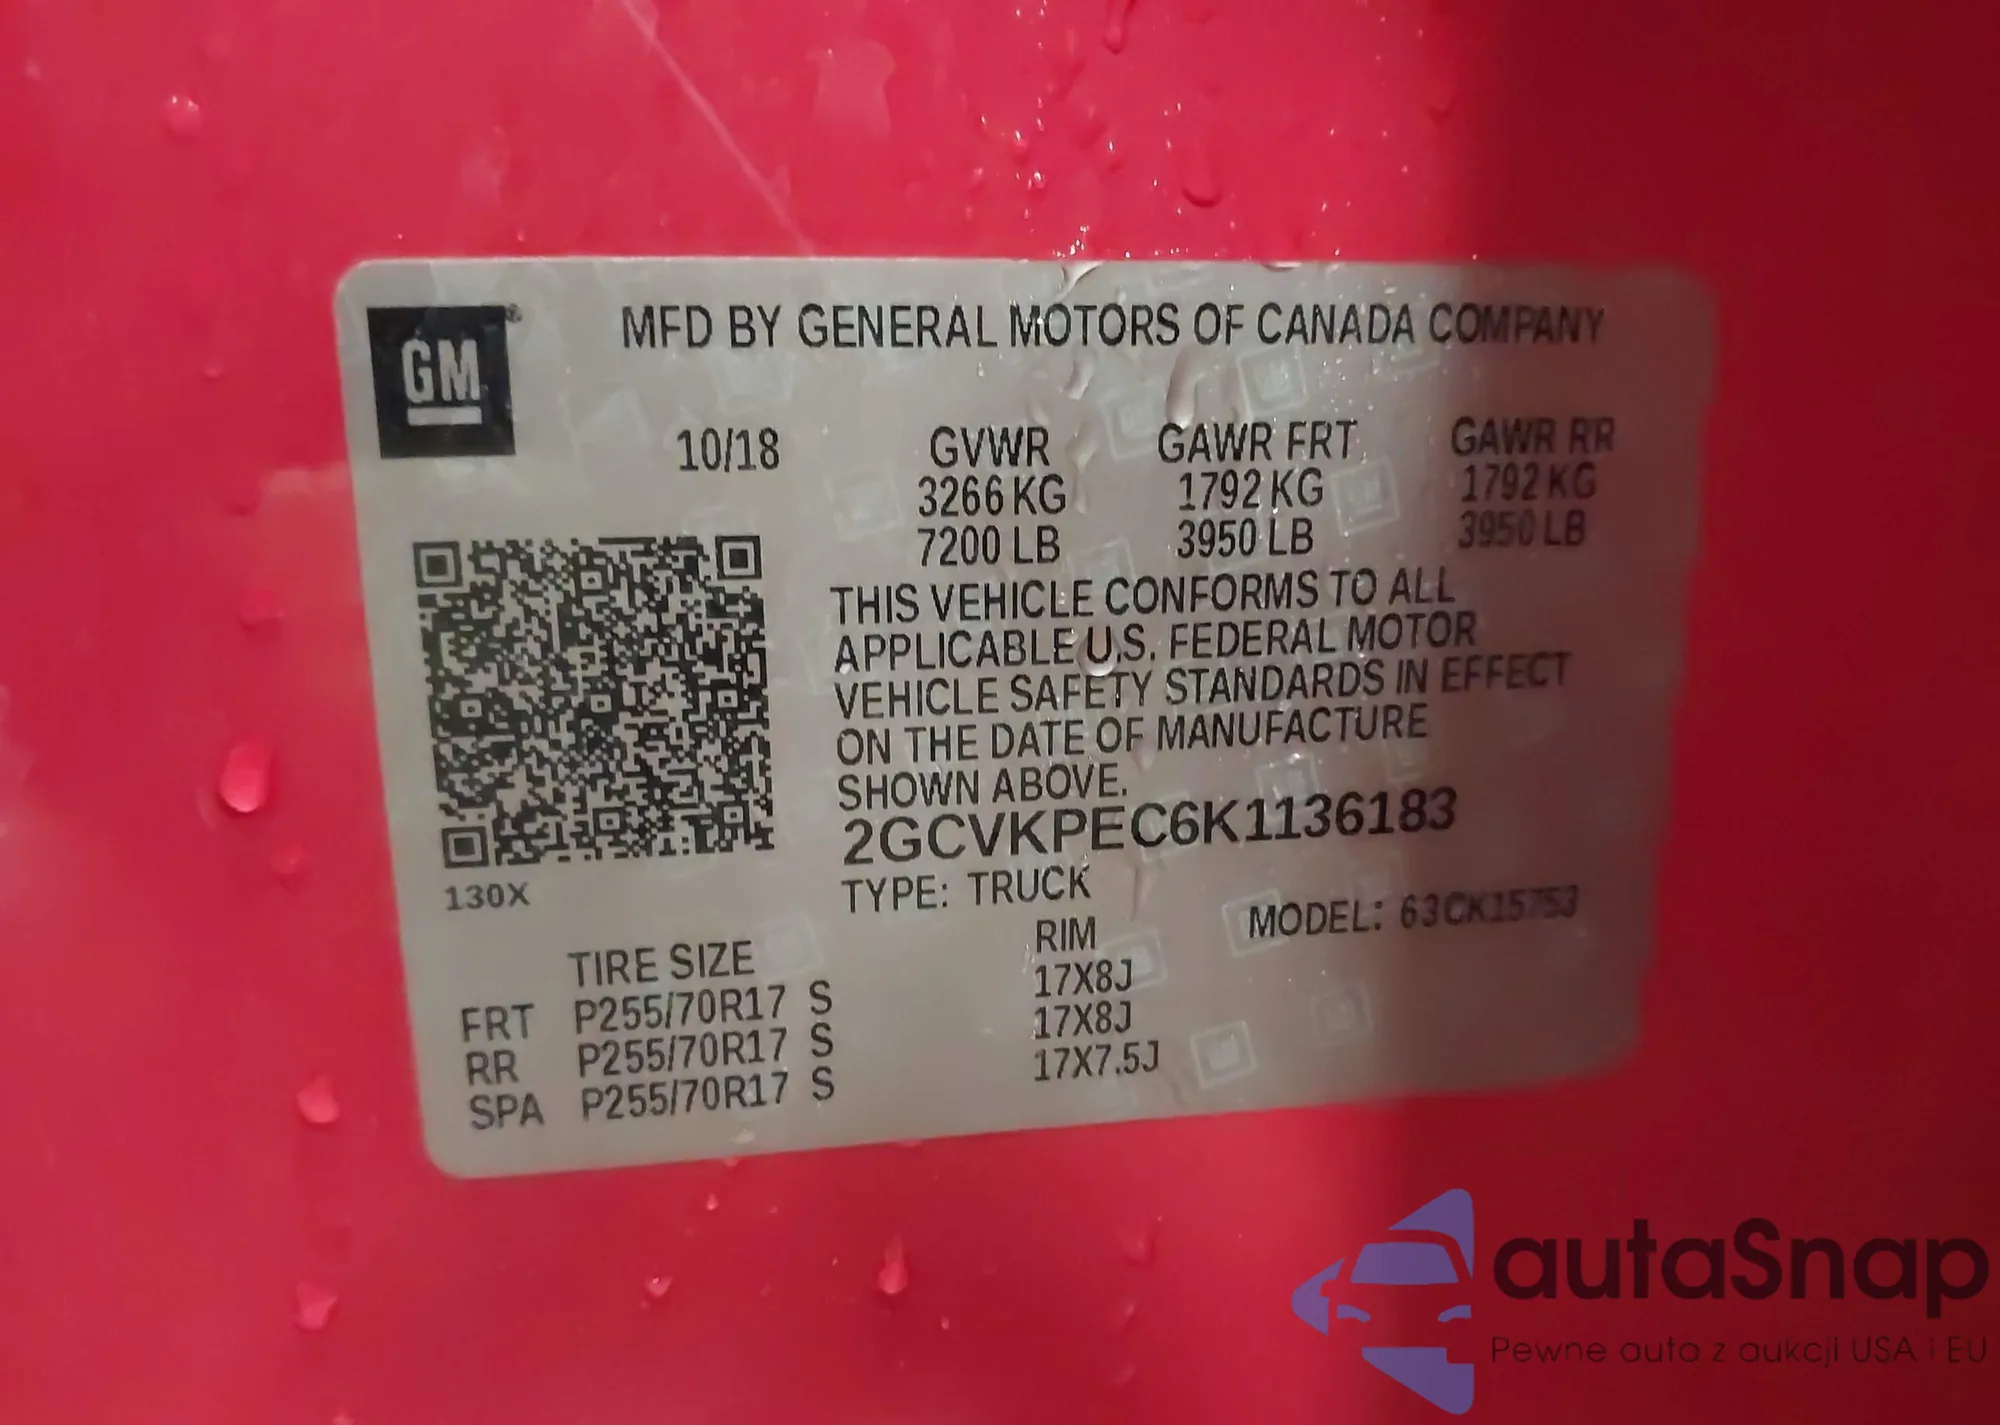 GM®
MFD BY GENERAL MOTORS OF CANADA COMPANY
10/18
GVWR GAWR FRT GAWR RR
3266 KG 1792 KG 1792 KG
7200 LB 3950 LB 3950 LB
THIS VEHICLE CONFORMS TO ALL
APPLICABLE U.S. FEDERAL MOTOR
VEHICLE SAFETY STANDARDS IN EFFECT
ON THE DATE OF MANUFACTURE
SHOWN ABOVE.
2GCVKPEC6K1136183
130X
TYPE: TRUCK
MODEL: 63CK15753
TIRE SIZE RIM
FRT P255/70R17 S 17X8J
RR P255/70R17 S 17X8J
SPA P255/70R17 S 17X7.5J
autaSnap
Pewne auta z aukcji USA i EU